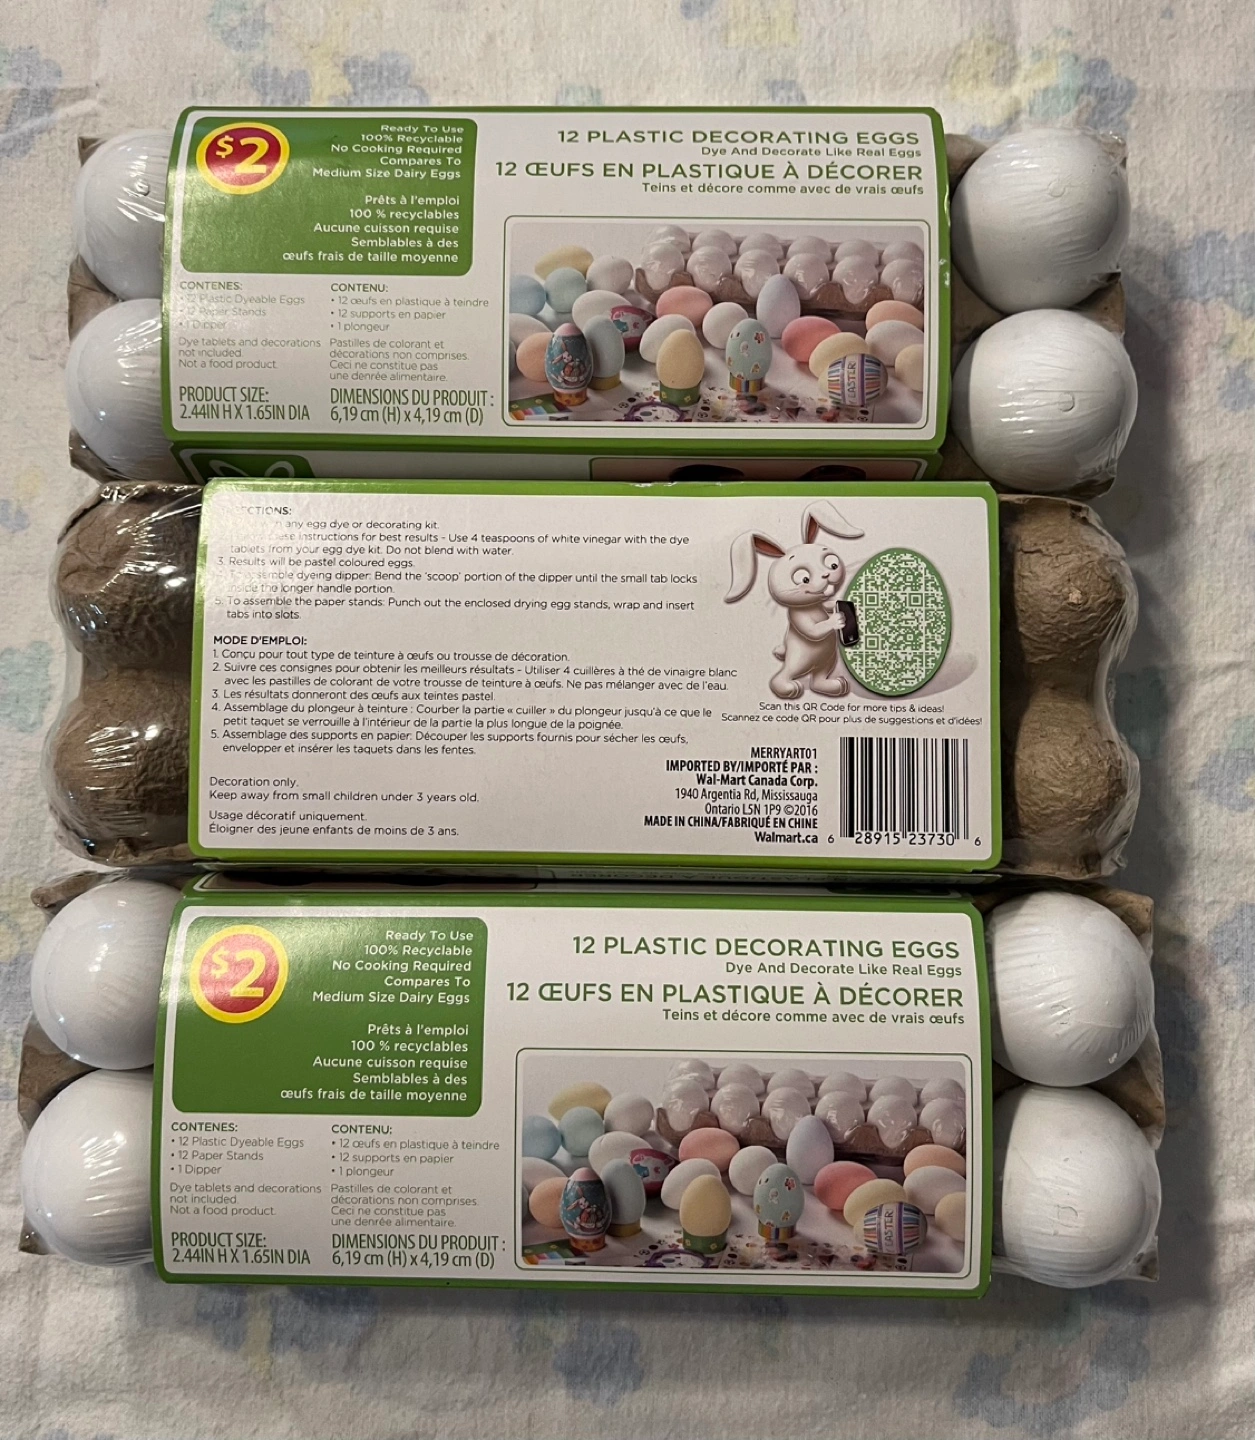 $2
Ready To Use
100% Recyclable
No Cooking Required
Compares To
Medium Size Dairy Eggs
Prêts à l'emploi
100 % recyclables
Aucune cuisson requise
Semblables à des
œufs frais de taille moyenne
12 PLASTIC DECORATING EGGS
Dye And Decorate Like Real Eggs
12 ŒUFS EN PLASTIQUE À DÉCORER
Teins et décore comme avec de vrais œufs
CONTENES:
• 12 Plastic Dyeable Eggs
• 12 Paper Stands
• 1 Dipper
Dye tablets and decorations
not included.
Not a food product.
PRODUCT SIZE:
2.44IN H X 1.65IN DIA
CONTENU:
• 12 œufs en plastique à teindre
• 12 supports en papier
• 1 plongeur
Pastilles de colorant et
décorations non comprises.
Ceci ne constitue pas
une denrée alimentaire.
DIMENSIONS DU PRODUIT :
6,19 cm (H) x 4,19 cm (D)
EASTER
CTIONS:
any egg dye or decorating kit.
instructions for best results - Use 4 teaspoons of white vinegar with the dye
tablets from your egg dye kit. Do not blend with water.
3. Results will be pastel coloured eggs.
assemble dyeing dipper: Bend the 'scoop' portion of the dipper until the small tab locks
inside the longer handle portion.
5. To assemble the paper stands: Punch out the enclosed drying egg stands, wrap and insert
tabs into slots.
MODE D'EMPLOI:
1. Conçu pour tout type de teinture à œufs ou trousse de décoration.
2. Suivre ces consignes pour obtenir les meilleurs résultats - Utiliser 4 cuillères à thé de vinaigre blanc
avec les pastilles de colorant de votre trousse de teinture à œufs. Ne pas mélanger avec de l'eau.
3. Les résultats donneront des œufs aux teintes pastel.
4. Assemblage du plongeur à teinture : Courber la partie « cuiller » du plongeur jusqu'à ce que le
petit taquet se verrouille à l'intérieur de la partie la plus longue de la poignée.
5. Assemblage des supports en papier: Découper les supports fournis pour sécher les œufs,
envelopper et insérer les taquets dans les fentes.
Decoration only.
Keep away from small children under 3 years old.
Usage décoratif uniquement.
Éloigner des jeune enfants de moins de 3 ans.
Scan this QR Code for more tips & ideas!
Scannez ce code QR pour plus de suggestions et d'idées!
MERRYART01
IMPORTED BY/IMPORTÉ PAR :
Wal-Mart Canada Corp.
1940 Argentia Rd, Mississauga
Ontario L5N 1P9 ©2016
MADE IN CHINA/FABRIQUÉ EN CHINE
Walmart.ca
6 28915 23730 6
$2
Ready To Use
100% Recyclable
No Cooking Required
Compares To
Medium Size Dairy Eggs
Prêts à l'emploi
100 % recyclables
Aucune cuisson requise
Semblables à des
œufs frais de taille moyenne
12 PLASTIC DECORATING EGGS
Dye And Decorate Like Real Eggs
12 ŒUFS EN PLASTIQUE À DÉCORER
Teins et décore comme avec de vrais œufs
CONTENES:
• 12 Plastic Dyeable Eggs
• 12 Paper Stands
• 1 Dipper
Dye tablets and decorations
not included.
Not a food product.
PRODUCT SIZE:
2.44IN H X 1.65IN DIA
CONTENU:
• 12 œufs en plastique à teindre
• 12 supports en papier
• 1 plongeur
Pastilles de colorant et
décorations non comprises.
Ceci ne constitue pas
une denrée alimentaire.
DIMENSIONS DU PRODUIT :
6,19 cm (H) x 4,19 cm (D)
EASTER